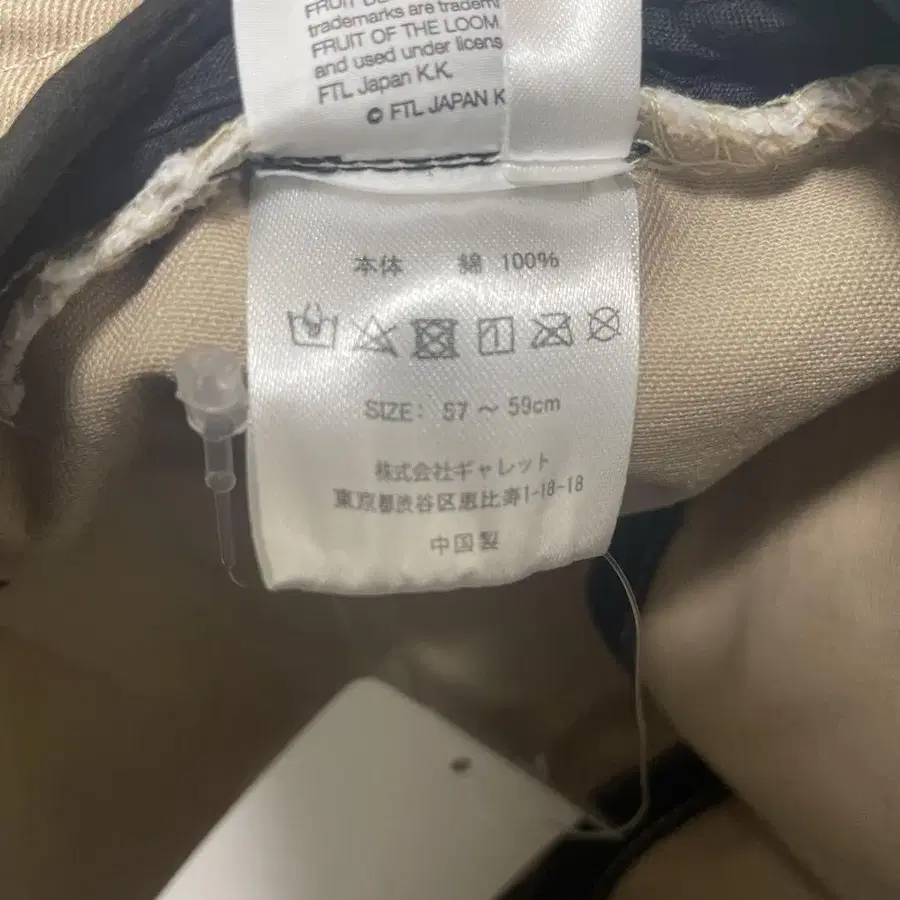 FRUIT
trademarks are tradem
FRUIT OF THE LOOM
and used under licens
FTL Japan K.K.
© FTL JAPAN K
本体 綿 100%
SIZE: 57 ～ 59cm
株式会社ギャレット
東京都渋谷区恵比寿1-18-18
中国製